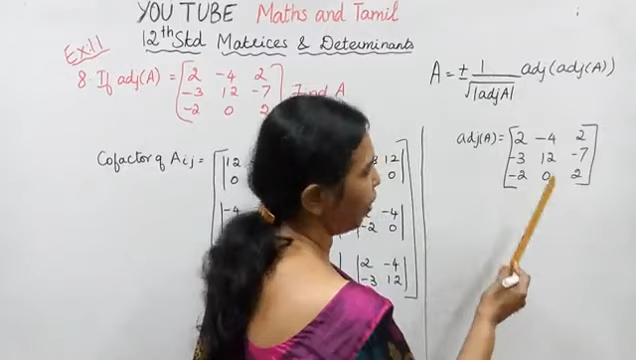 YOU TUBE Maths and Tamil
12th Std Matrices & Determinants
Ex:1.1
8. If adj(A) = [2 -4 2
-3 12 -7
-2 0 2] Find A
Cofactor of Aij = [|12
0
|-4
12|
0|
-4|
|-2 0|
|2 -4|
|-3 12|]
A = ± 1/√|adjA| adj(adj(A))
adj(A) = [2 -4 2
-3 12 -7
-2 0 2]